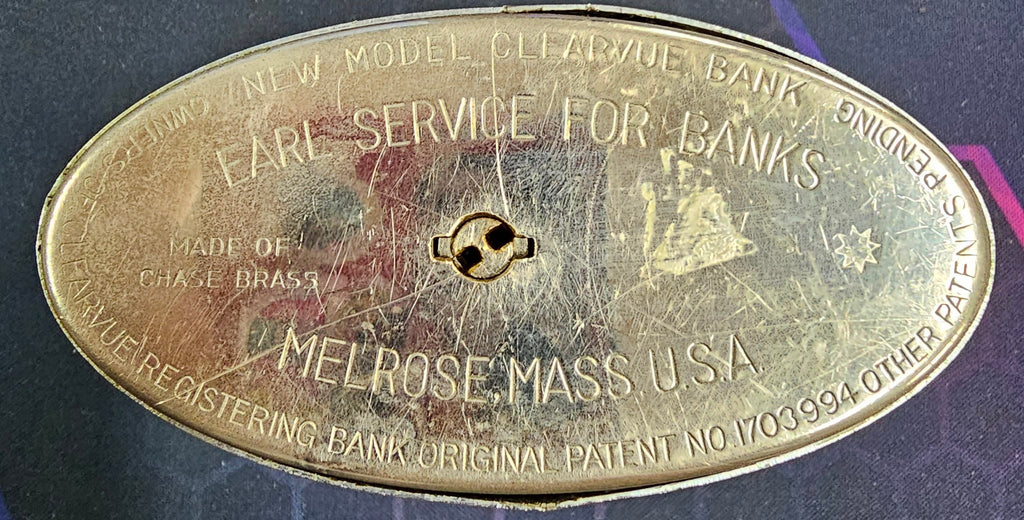 NEW MODEL CLEARVUE BANK
EARL SERVICE FOR BANKS
MADE OF
CHASE BRASS
MELROSE, MASS. U.S.A.
OWNERS CLEARVUE REGISTERING BANK ORIGINAL PATENT NO. 1703994 OTHER PATENTS PENDING